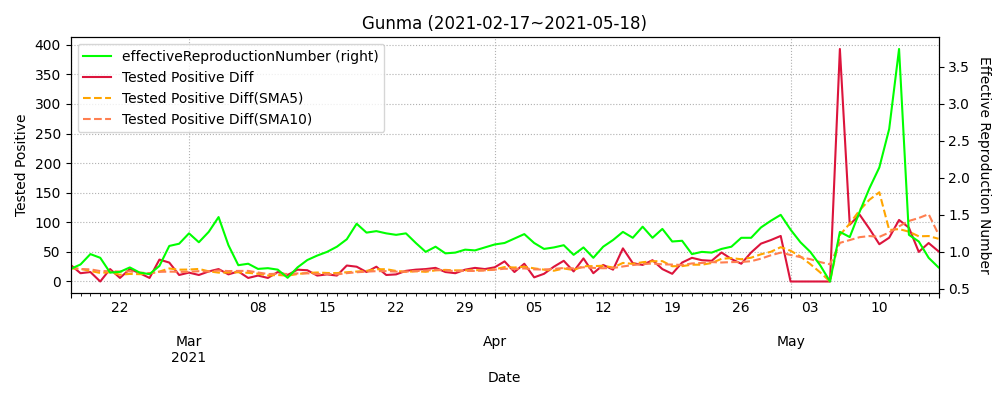 Gunma (2021-02-17~2021-05-18)
effectiveReproductionNumber (right)
Tested Positive Diff
Tested Positive Diff(SMA5)
Tested Positive Diff(SMA10)
Tested Positive
400
350
300
250
200
150
100
50
0
3.5
3.0
2.5
2.0
1.5
1.0
0.5
Effective Reproduction Number
22 08 15 22 29 05 12 19 26 03 10
Mar Apr May
2021
Date